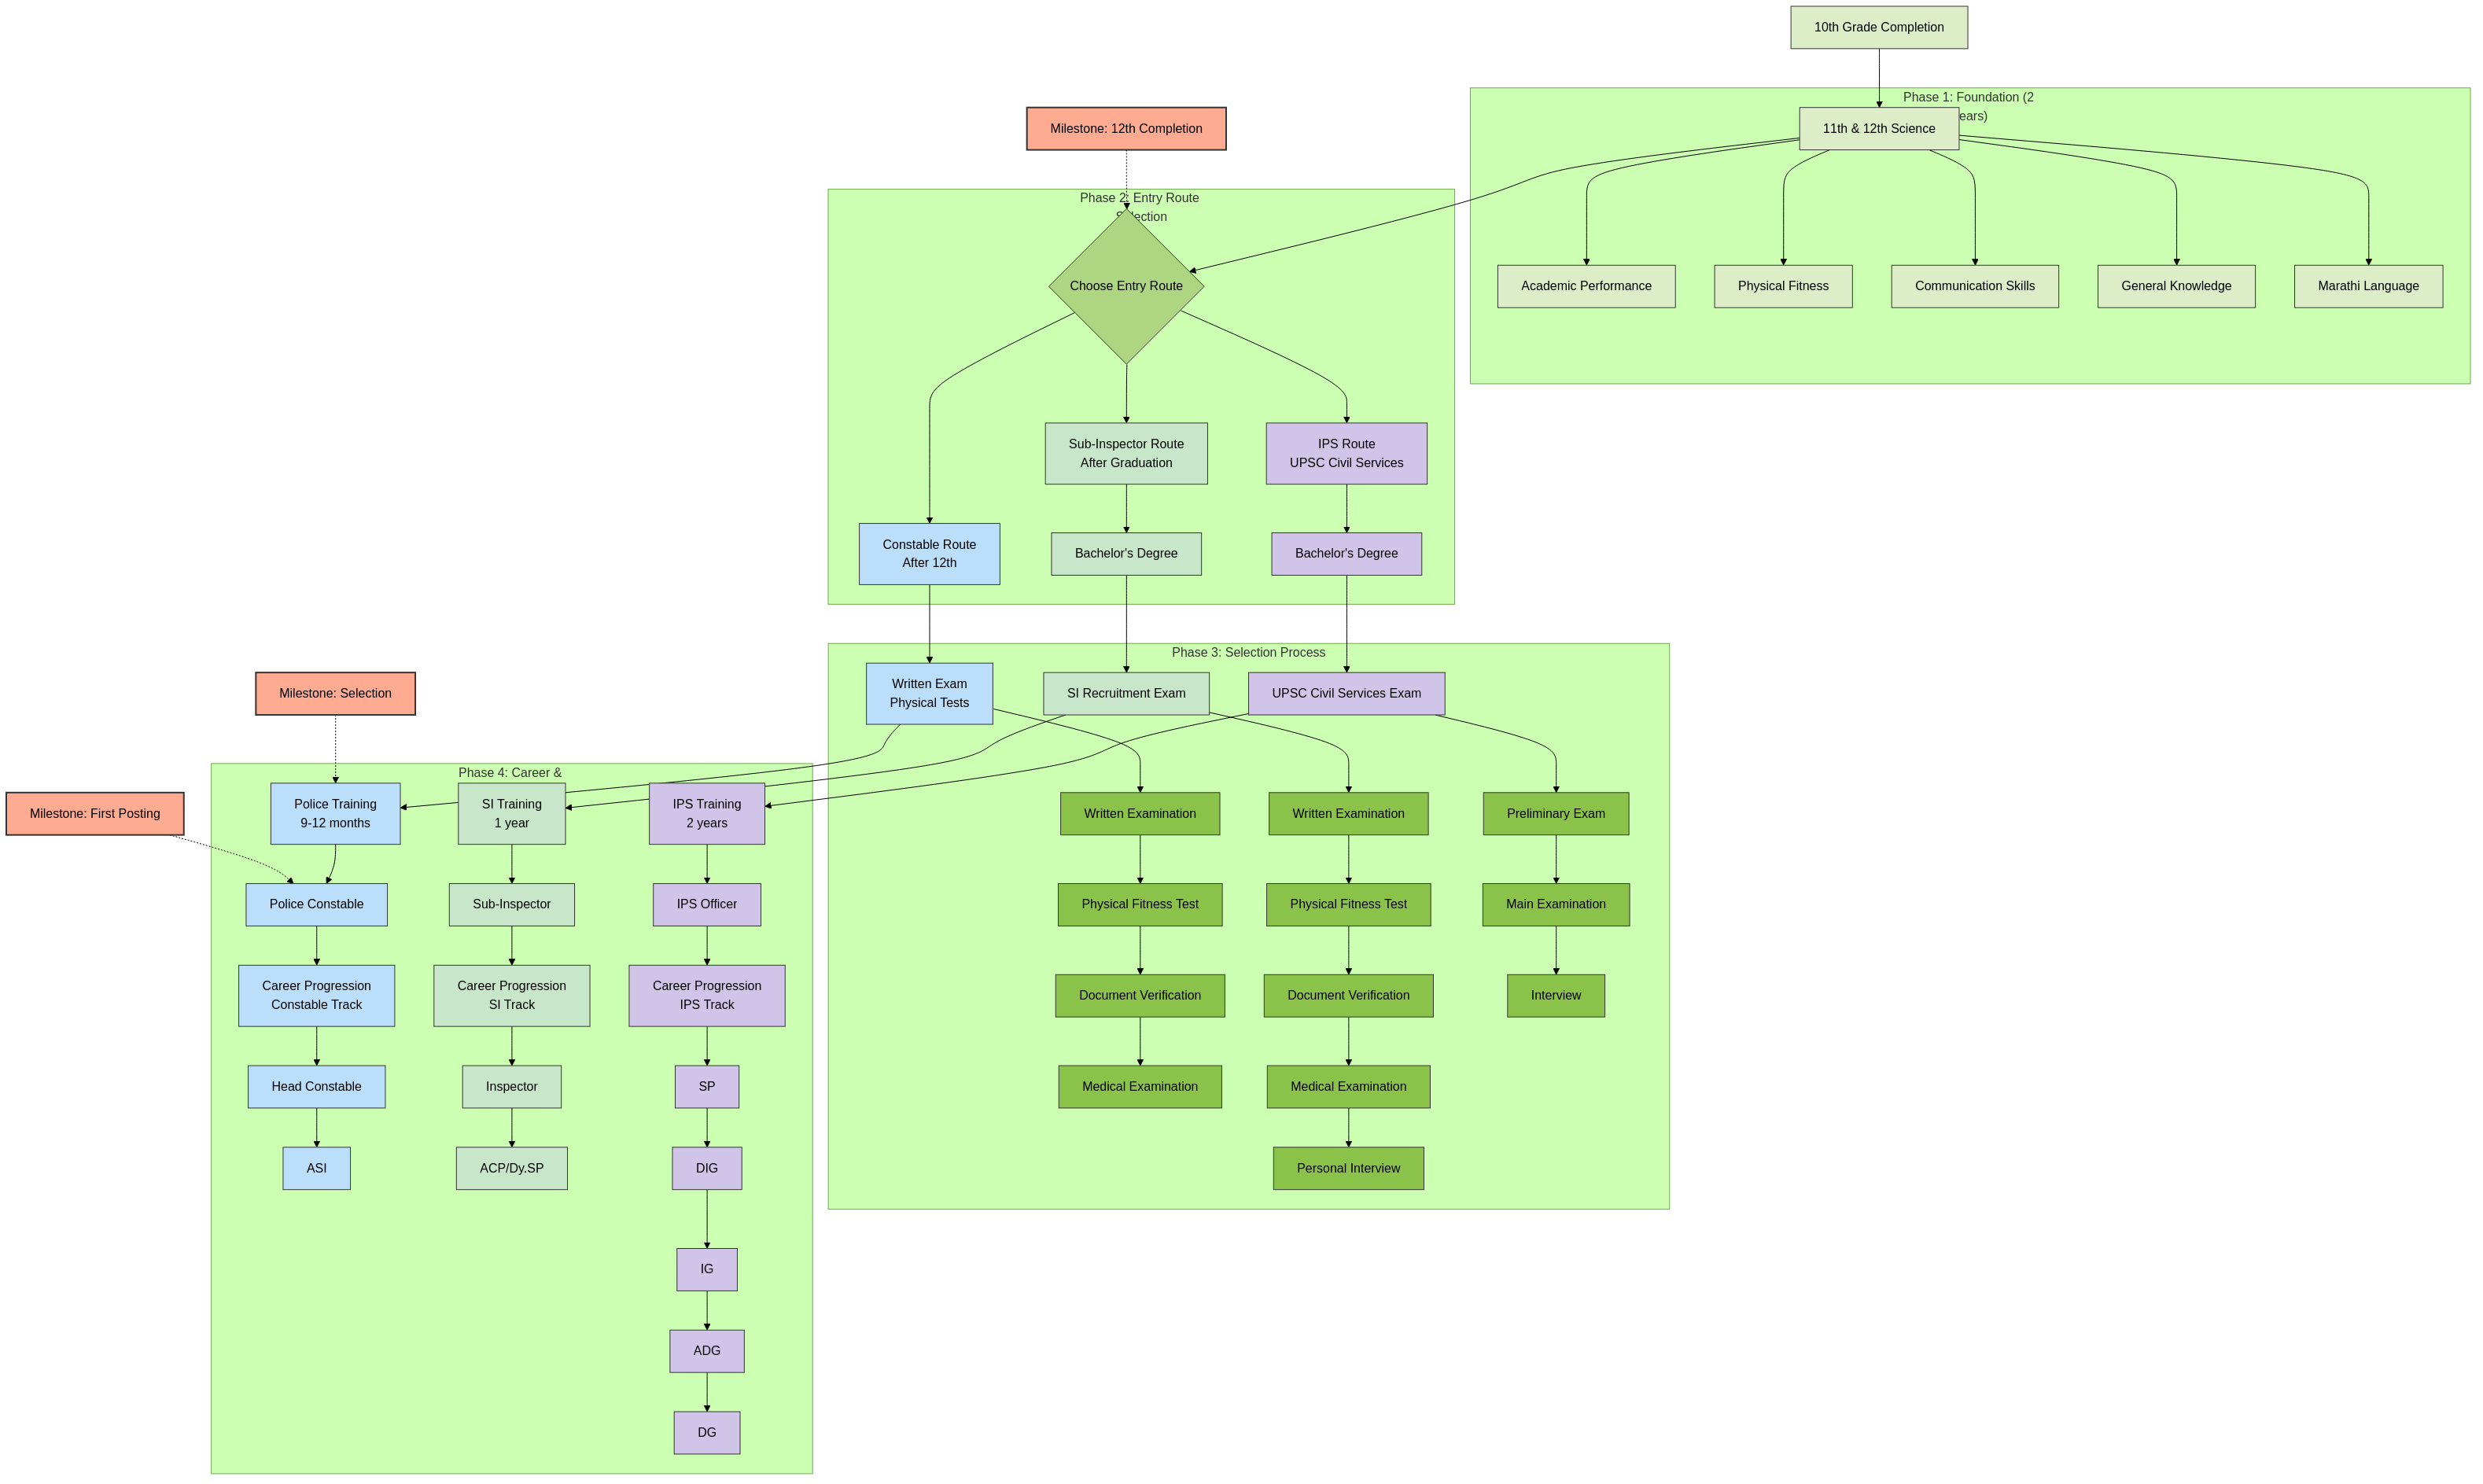 10th Grade Completion
Phase 1: Foundation (2
ears)
11th & 12th Science
Academic Performance
Physical Fitness
Communication Skills
General Knowledge
Marathi Language
Milestone: 12th Completion
Phase 2: Entry Route
Choose Entry Route
Sub-Inspector Route
After Graduation
IPS Route
UPSC Civil Services
Constable Route
After 12th
Bachelor's Degree
Bachelor's Degree
Phase 3: Selection Process
Written Exam
Physical Tests
SI Recruitment Exam
UPSC Civil Services Exam
Written Examination
Written Examination
Preliminary Exam
Physical Fitness Test
Physical Fitness Test
Main Examination
Document Verification
Document Verification
Interview
Medical Examination
Medical Examination
Personal Interview
Milestone: Selection
Milestone: First Posting
Phase 4: Career &
Police Training
9-12 months
SI Training
1 year
IPS Training
2 years
Police Constable
Sub-Inspector
IPS Officer
Career Progression
Constable Track
Career Progression
SI Track
Career Progression
IPS Track
Head Constable
Inspector
SP
ASI
ACP/Dy.SP
DIG
IG
ADG
DG